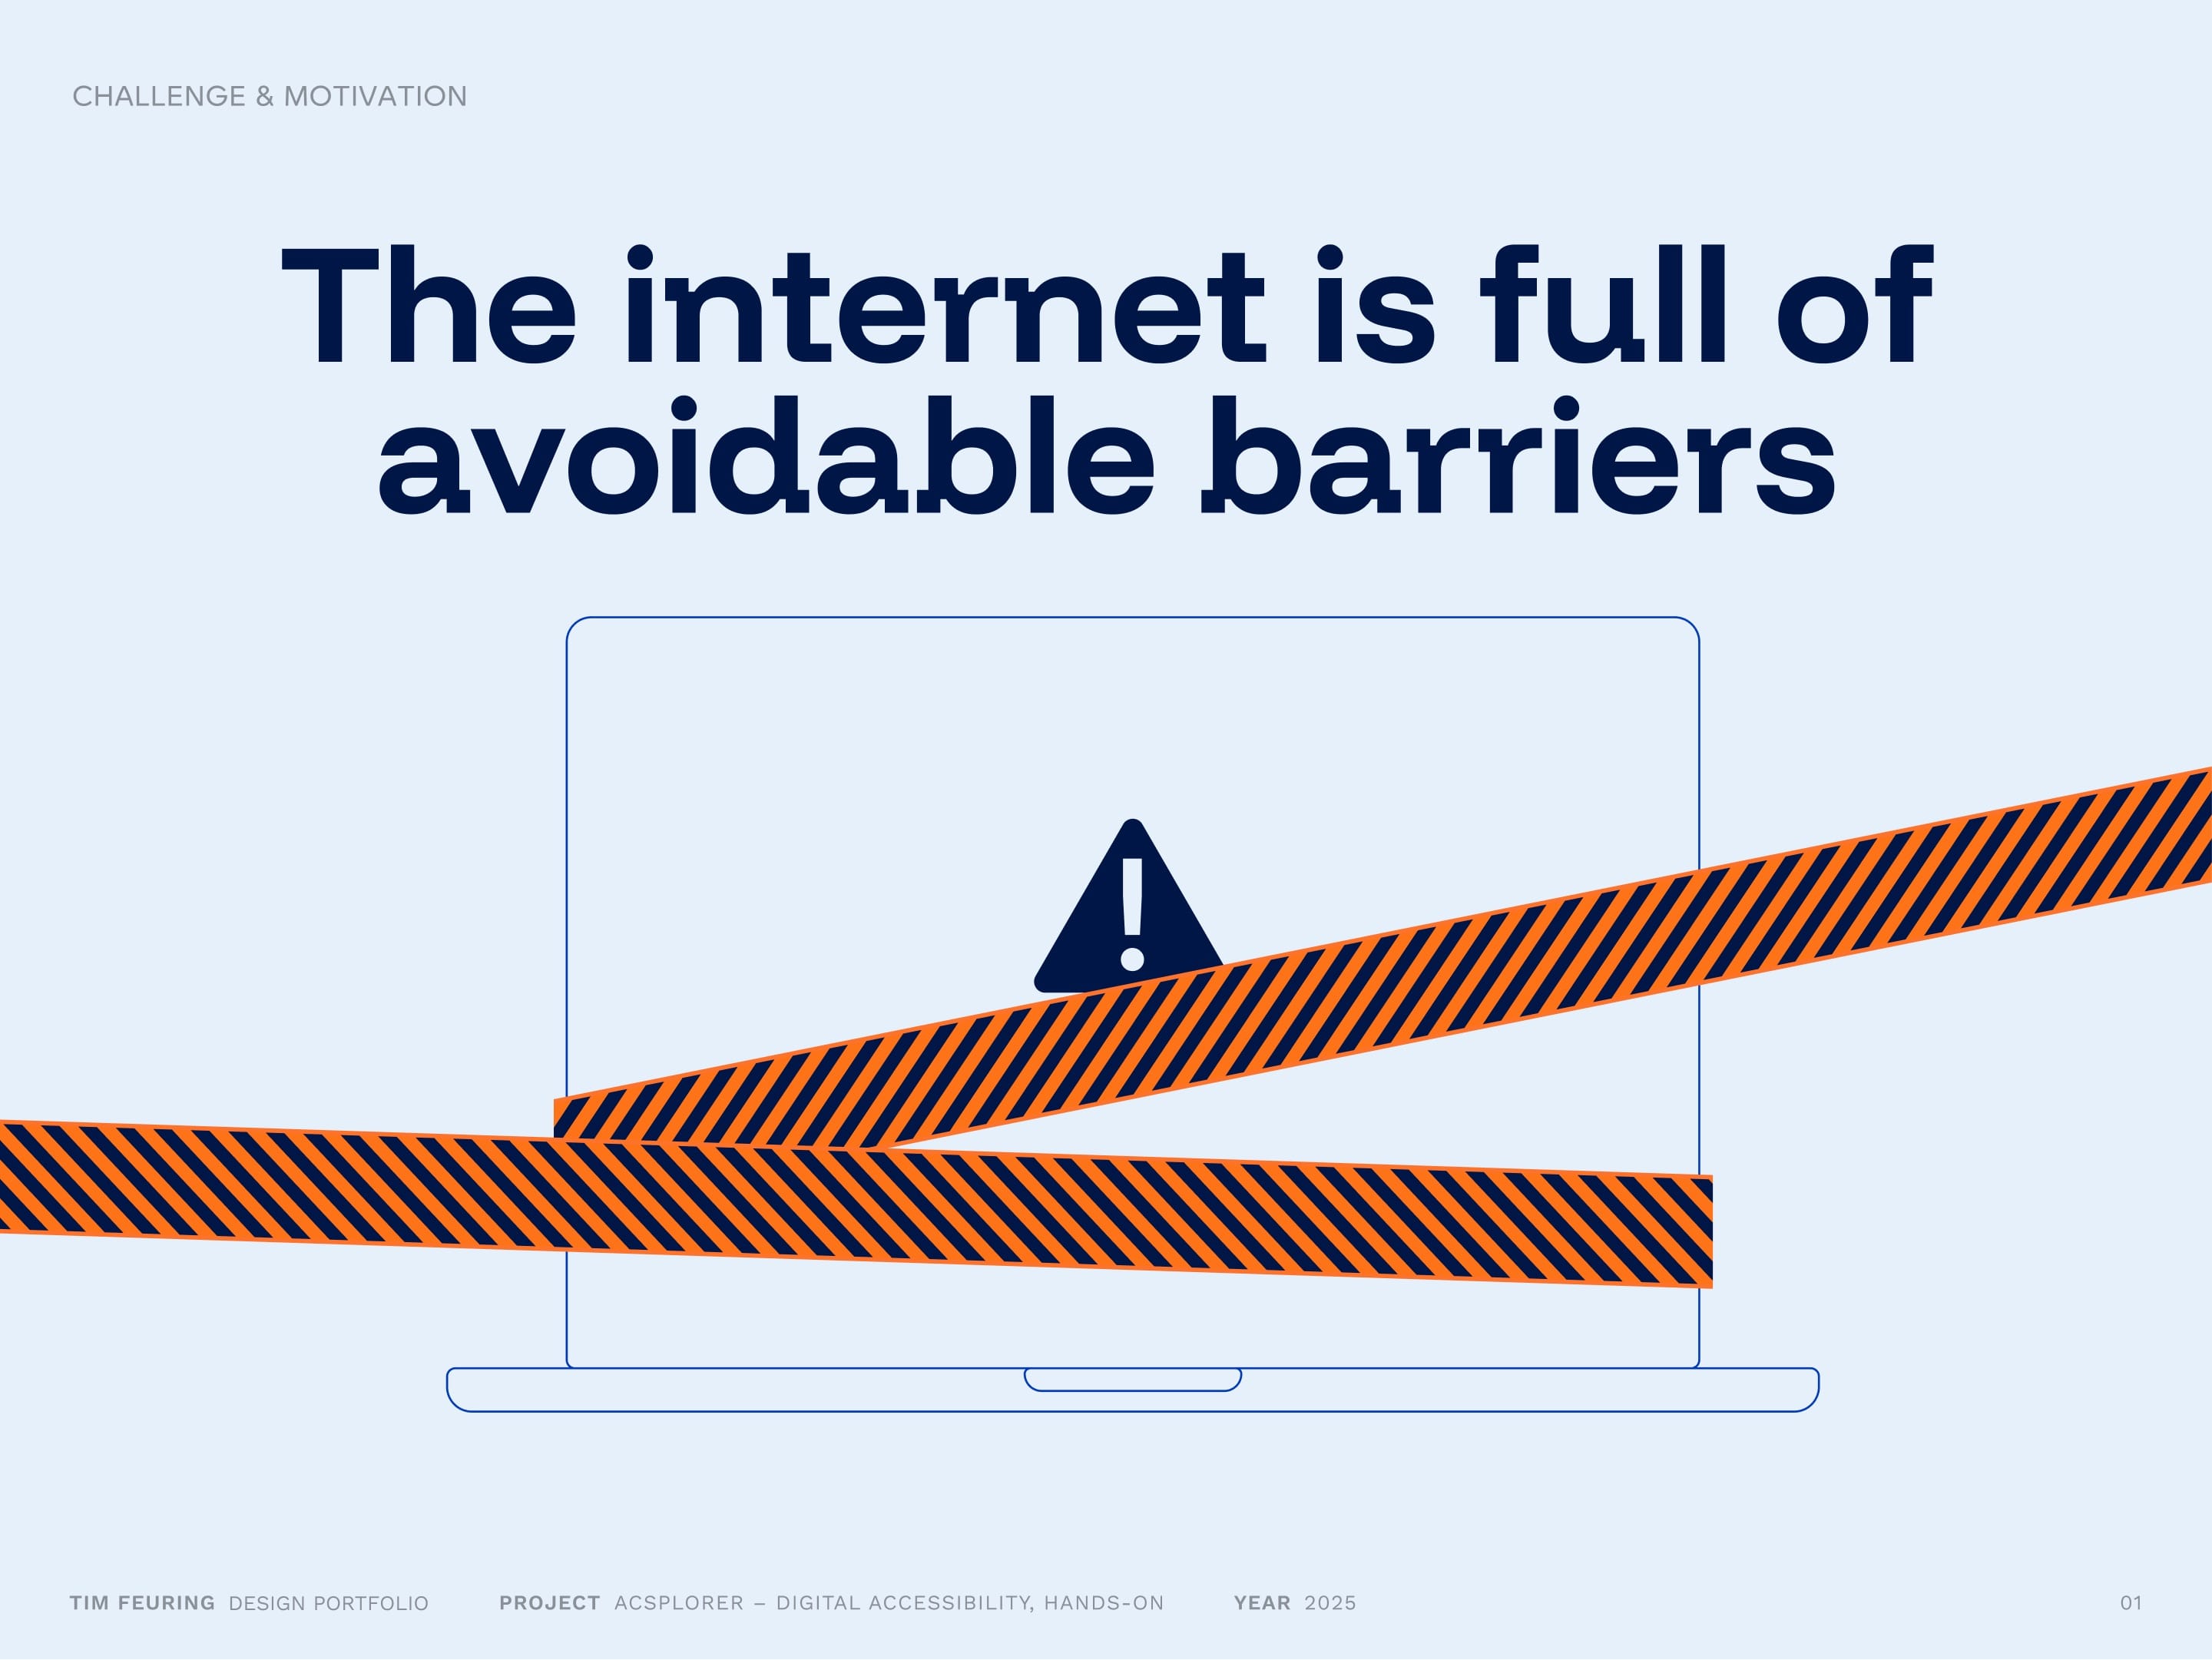 CHALLENGE & MOTIVATION
The internet is full of
avoidable barriers
!
TIM FEURING DESIGN PORTFOLIO PROJECT ACSPLORER – DIGITAL ACCESSIBILITY, HANDS-ON YEAR 2025 01